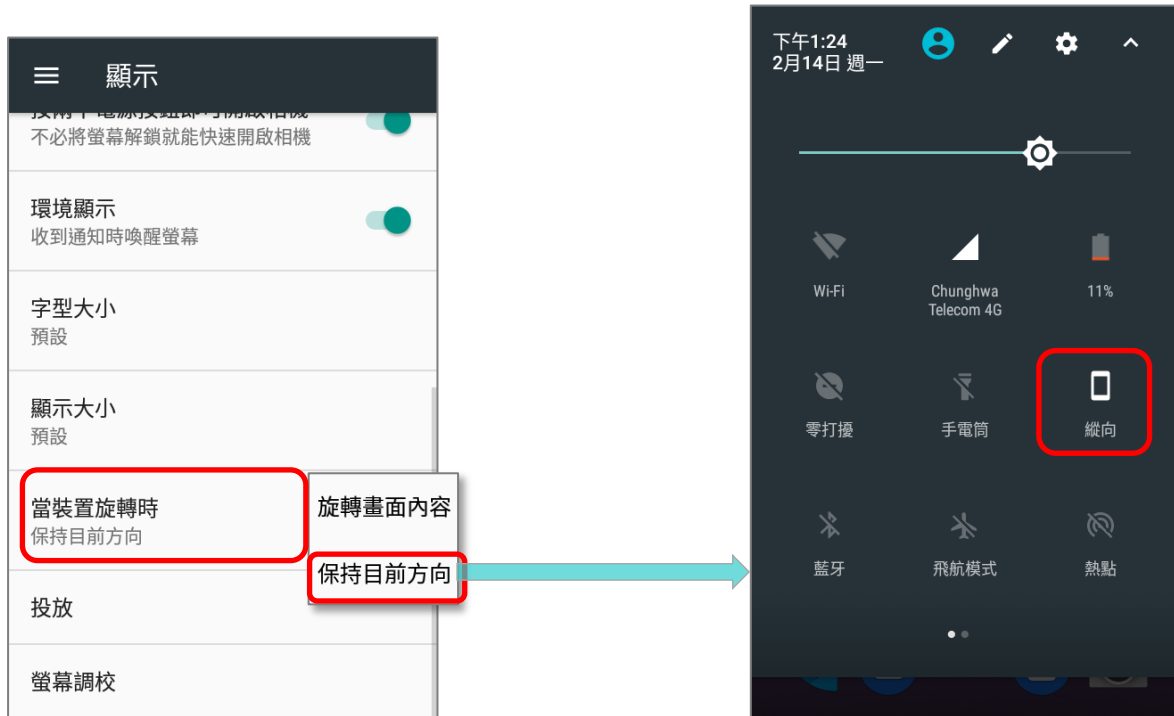 顯示
不必將螢幕解鎖就能快速開啟相機
環境顯示
收到通知時喚醒螢幕
字型大小
預設
顯示大小
預設
當裝置旋轉時
保持目前方向
投放
螢幕調校
旋轉畫面內容
保持目前方向
下午1:24
2月14日 週一
Wi-Fi
Chunghwa
Telecom 4G
11%
零打擾
手電筒
縱向
藍牙
飛航模式
熱點